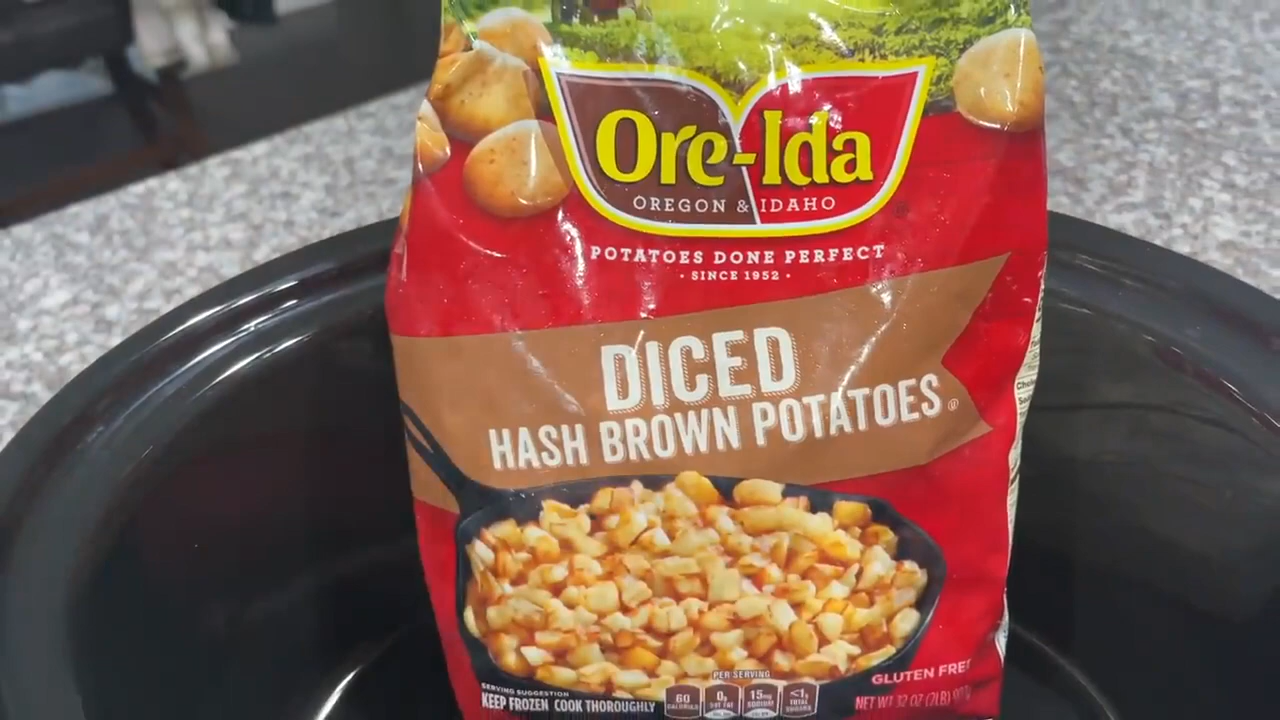 Ore-Ida
OREGON & IDAHO
POTATOES DONE PERFECT
· SINCE 1952 ·
DICED
HASH BROWN POTATOES
GLUTEN FREE
PER SERVING
SERVING SUGGESTION
KEEP FROZEN COOK THOROUGHLY
60 CALORIES
0g SAT FAT
15mg SODIUM
<1g TOTAL SUGARS
NET WT 32 OZ (2LB)